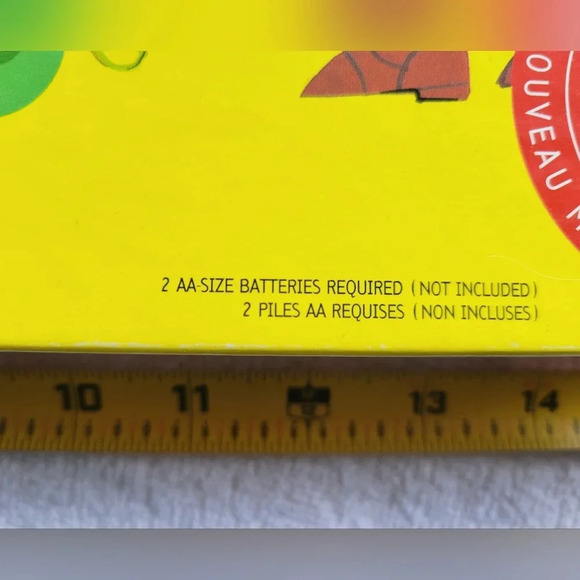 OUVEAU
2 AA-SIZE BATTERIES REQUIRED (NOT INCLUDED)
2 PILES AA REQUISES (NON INCLUSES)
10 11 13 14